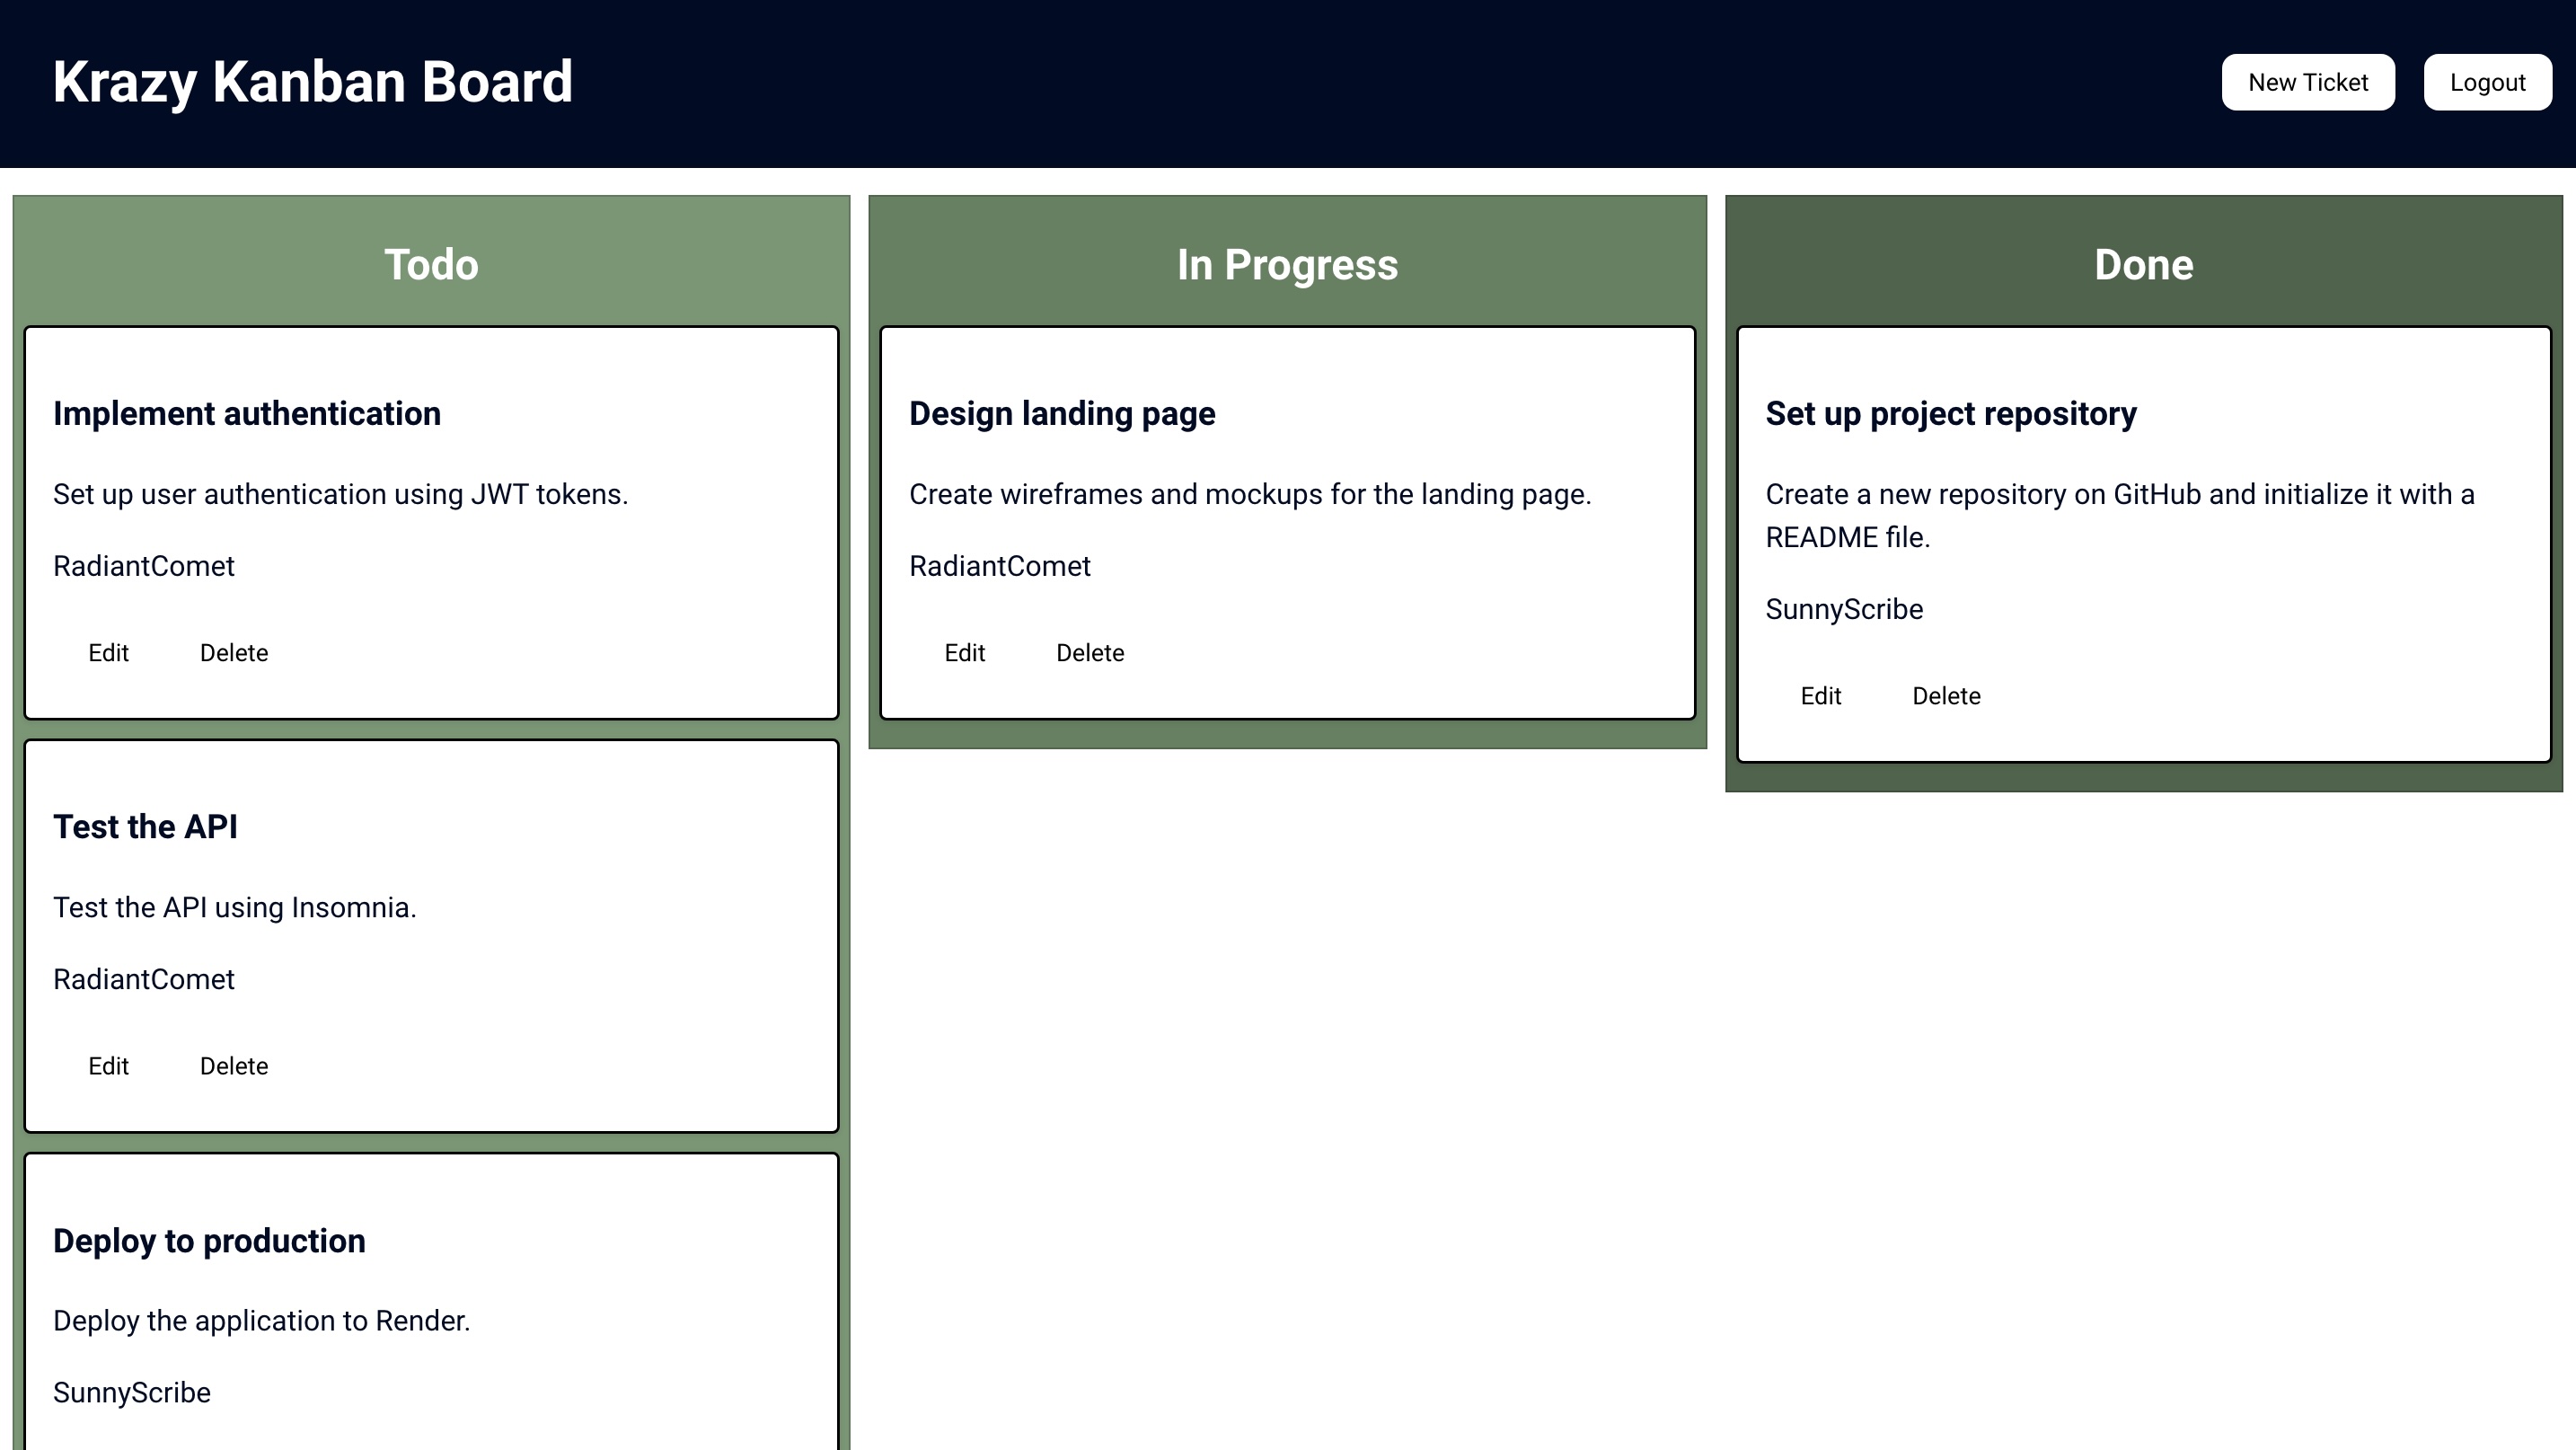 Krazy Kanban Board
New Ticket
Logout
Todo
Implement authentication
Set up user authentication using JWT tokens.
RadiantComet
Edit Delete
Test the API
Test the API using Insomnia.
RadiantComet
Edit Delete
Deploy to production
Deploy the application to Render.
SunnyScribe
In Progress
Design landing page
Create wireframes and mockups for the landing page.
RadiantComet
Edit Delete
Done
Set up project repository
Create a new repository on GitHub and initialize it with a
README file.
SunnyScribe
Edit Delete